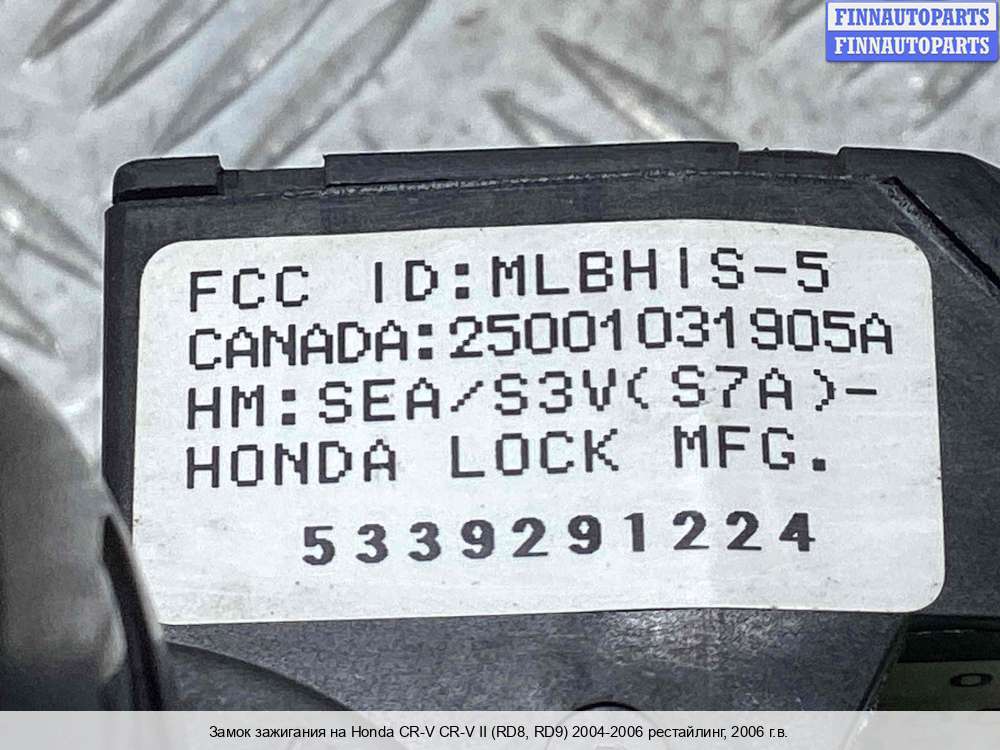 FINNAUTOPARTS
FINNAUTOPARTS
FCC ID:MLBHIS-5
CANADA:25001031905A
HM:SEA/S3V(S7A)-
HONDA LOCK MFG.
5339291224
Замок зажигания на Honda CR-V CR-V II (RD8, RD9) 2004-2006 рестайлинг, 2006 г.в.